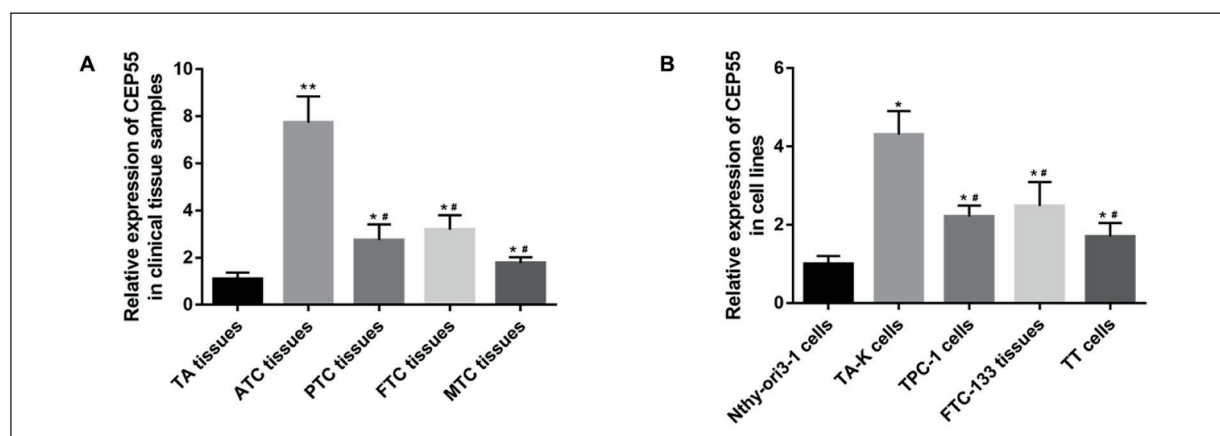 A
Relative expression of CEP55
in clinical tissue samples
10
8
6
4
2
0
**
* #
* #
* #
TA tissues
ATC tissues
PTC tissues
FTC tissues
MTC tissues
B
Relative expression of CEP55
in cell lines
6
4
2
0
*
* #
* #
* #
Nthy-ori3-1 cells
TA-K cells
TPC-1 cells
FTC-133 tissues
TT cells